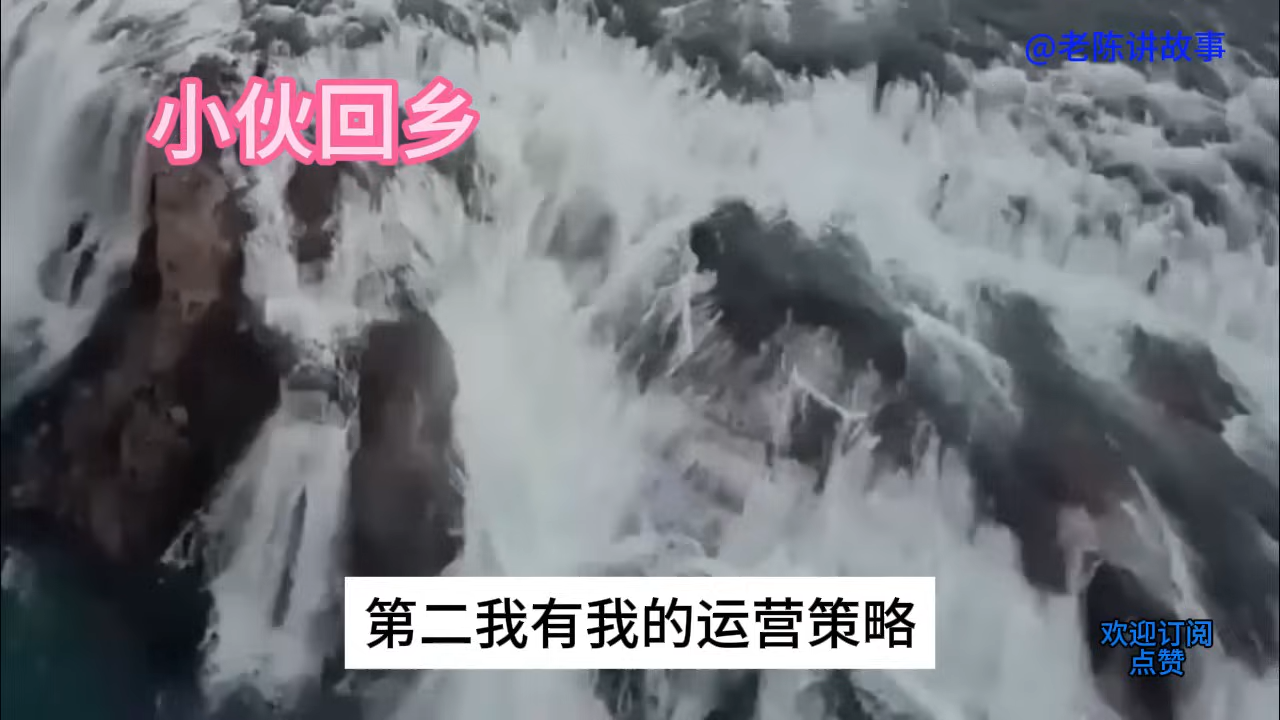 @老陈讲故事
小伙回乡
第二我有我的运营策略
欢迎订阅
点赞